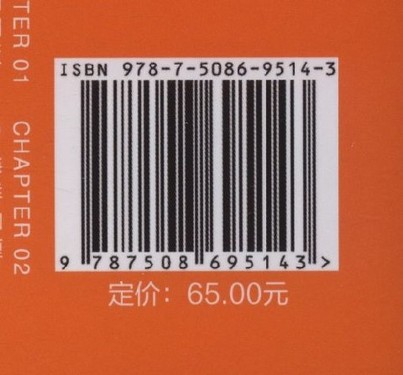 ISBN 978-7-5086-9514-3
9 787508 695143 >
定价：65.00元
TER 01
CHAPTER 02